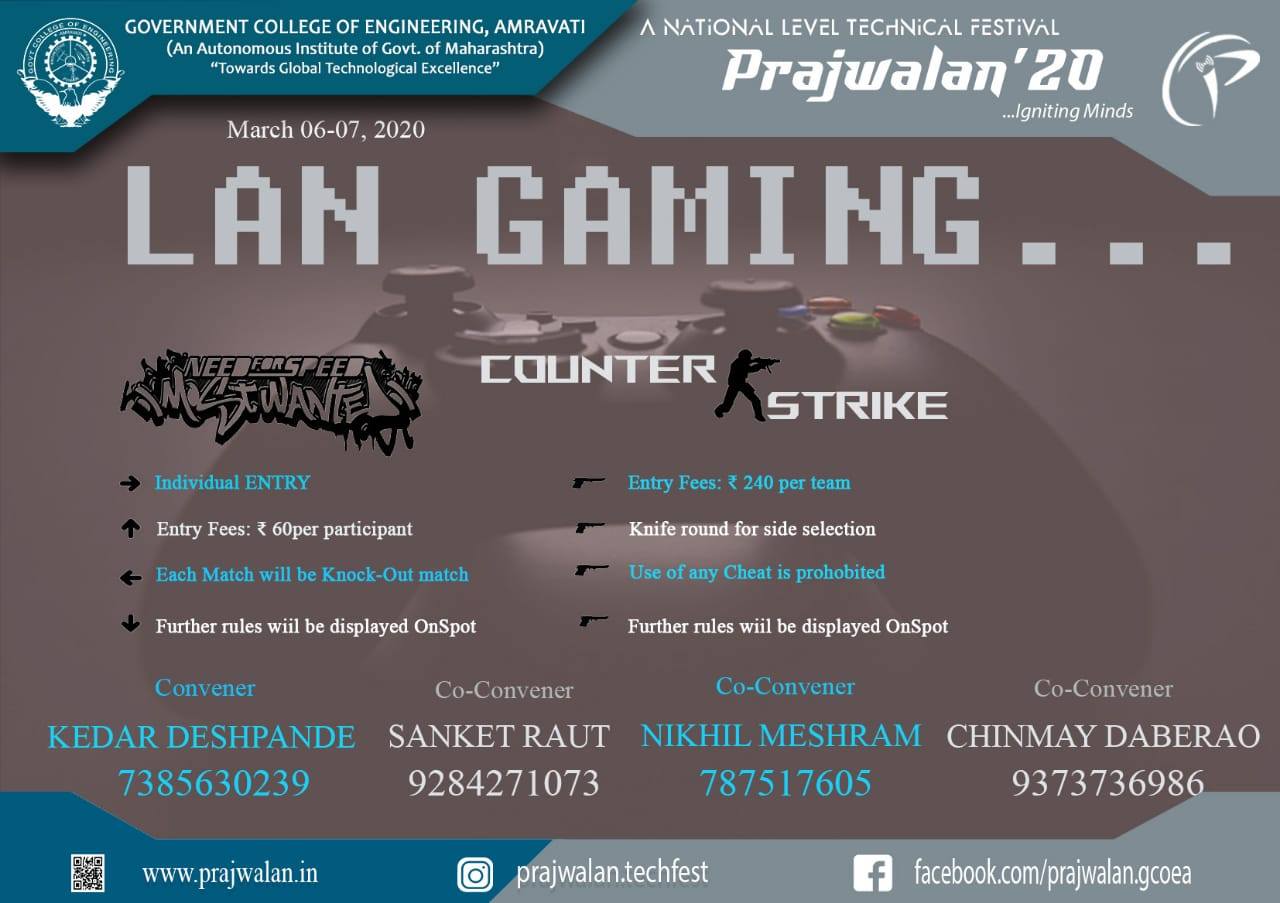 GOVERNMENT COLLEGE OF ENGINEERING, AMRAVATI
(An Autonomous Institute of Govt. of Maharashtra)
“Towards Global Technological Excellence”
A NATIONAL LEVEL TECHNICAL FESTIVAL
Prajwalan'20
...Igniting Minds
March 06-07, 2020
LAN GAMING...
NEED FOR SPEED
MOST WANTED
COUNTER
STRIKE
Individual ENTRY
Entry Fees: ₹ 60per participant
Each Match will be Knock-Out match
Further rules wiil be displayed OnSpot
Entry Fees: ₹ 240 per team
Knife round for side selection
Use of any Cheat is prohobited
Further rules wiil be displayed OnSpot
Convener
KEDAR DESHPANDE
7385630239
Co-Convener
SANKET RAUT
9284271073
Co-Convener
NIKHIL MESHRAM
787517605
Co-Convener
CHINMAY DABERAO
9373736986
www.prajwalan.in
prajwalan.techfest
facebook.com/prajwalan.gcoea